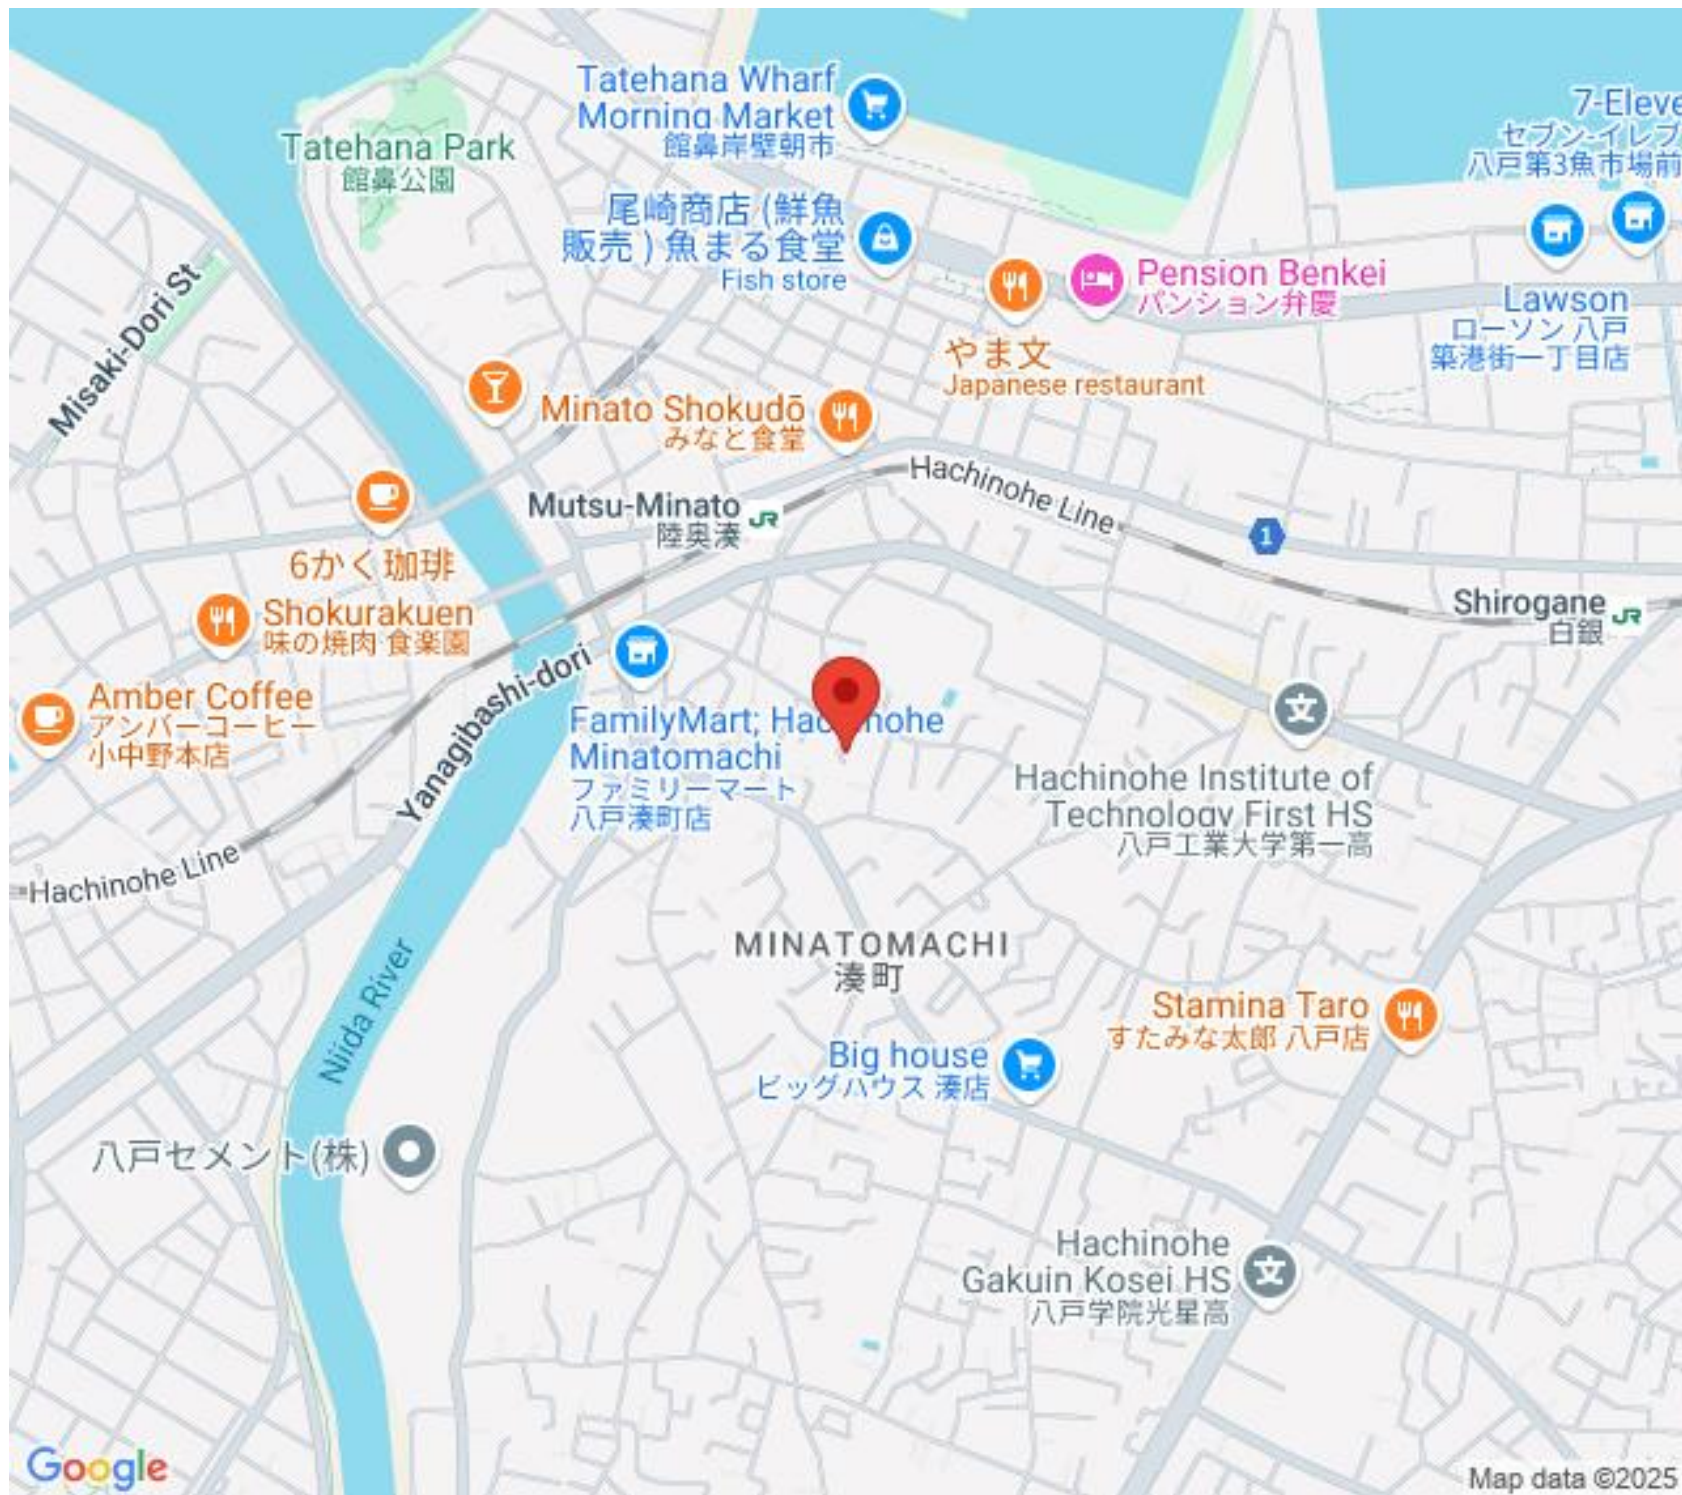 Tatehana Wharf
Morning Market
館鼻岸壁朝市
7-Eleve
セブン-イレブ
八戸第3魚市場前
Tatehana Park
館鼻公園
尾崎商店 (鮮魚
販売 ) 魚まる食堂
Fish store
Pension Benkei
パンション弁慶
Lawson
ローソン 八戸
築港街一丁目店
Misaki-Dori St
やま文
Japanese restaurant
Minato Shokudō
みなと食堂
Hachinohe Line
Mutsu-Minato
JR
陸奥湊
1
6かく珈琲
Shokurakuen
味の焼肉 食楽園
Shirogane
JR
白銀
Yanagibashi-dori
Amber Coffee
アンバーコーヒー
小中野本店
FamilyMart; Hachinohe
Minatomachi
ファミリーマート
八戸湊町店
文
Hachinohe Institute of
Technology First HS
八戸工業大学第一高
Hachinohe Line
MINATOMACHI
湊町
Niida River
Stamina Taro
すたみな太郎 八戸店
Big house
ビッグハウス 湊店
八戸セメント(株)
Hachinohe
Gakuin Kosei HS
八戸学院光星高
文
Google
Map data ©2025